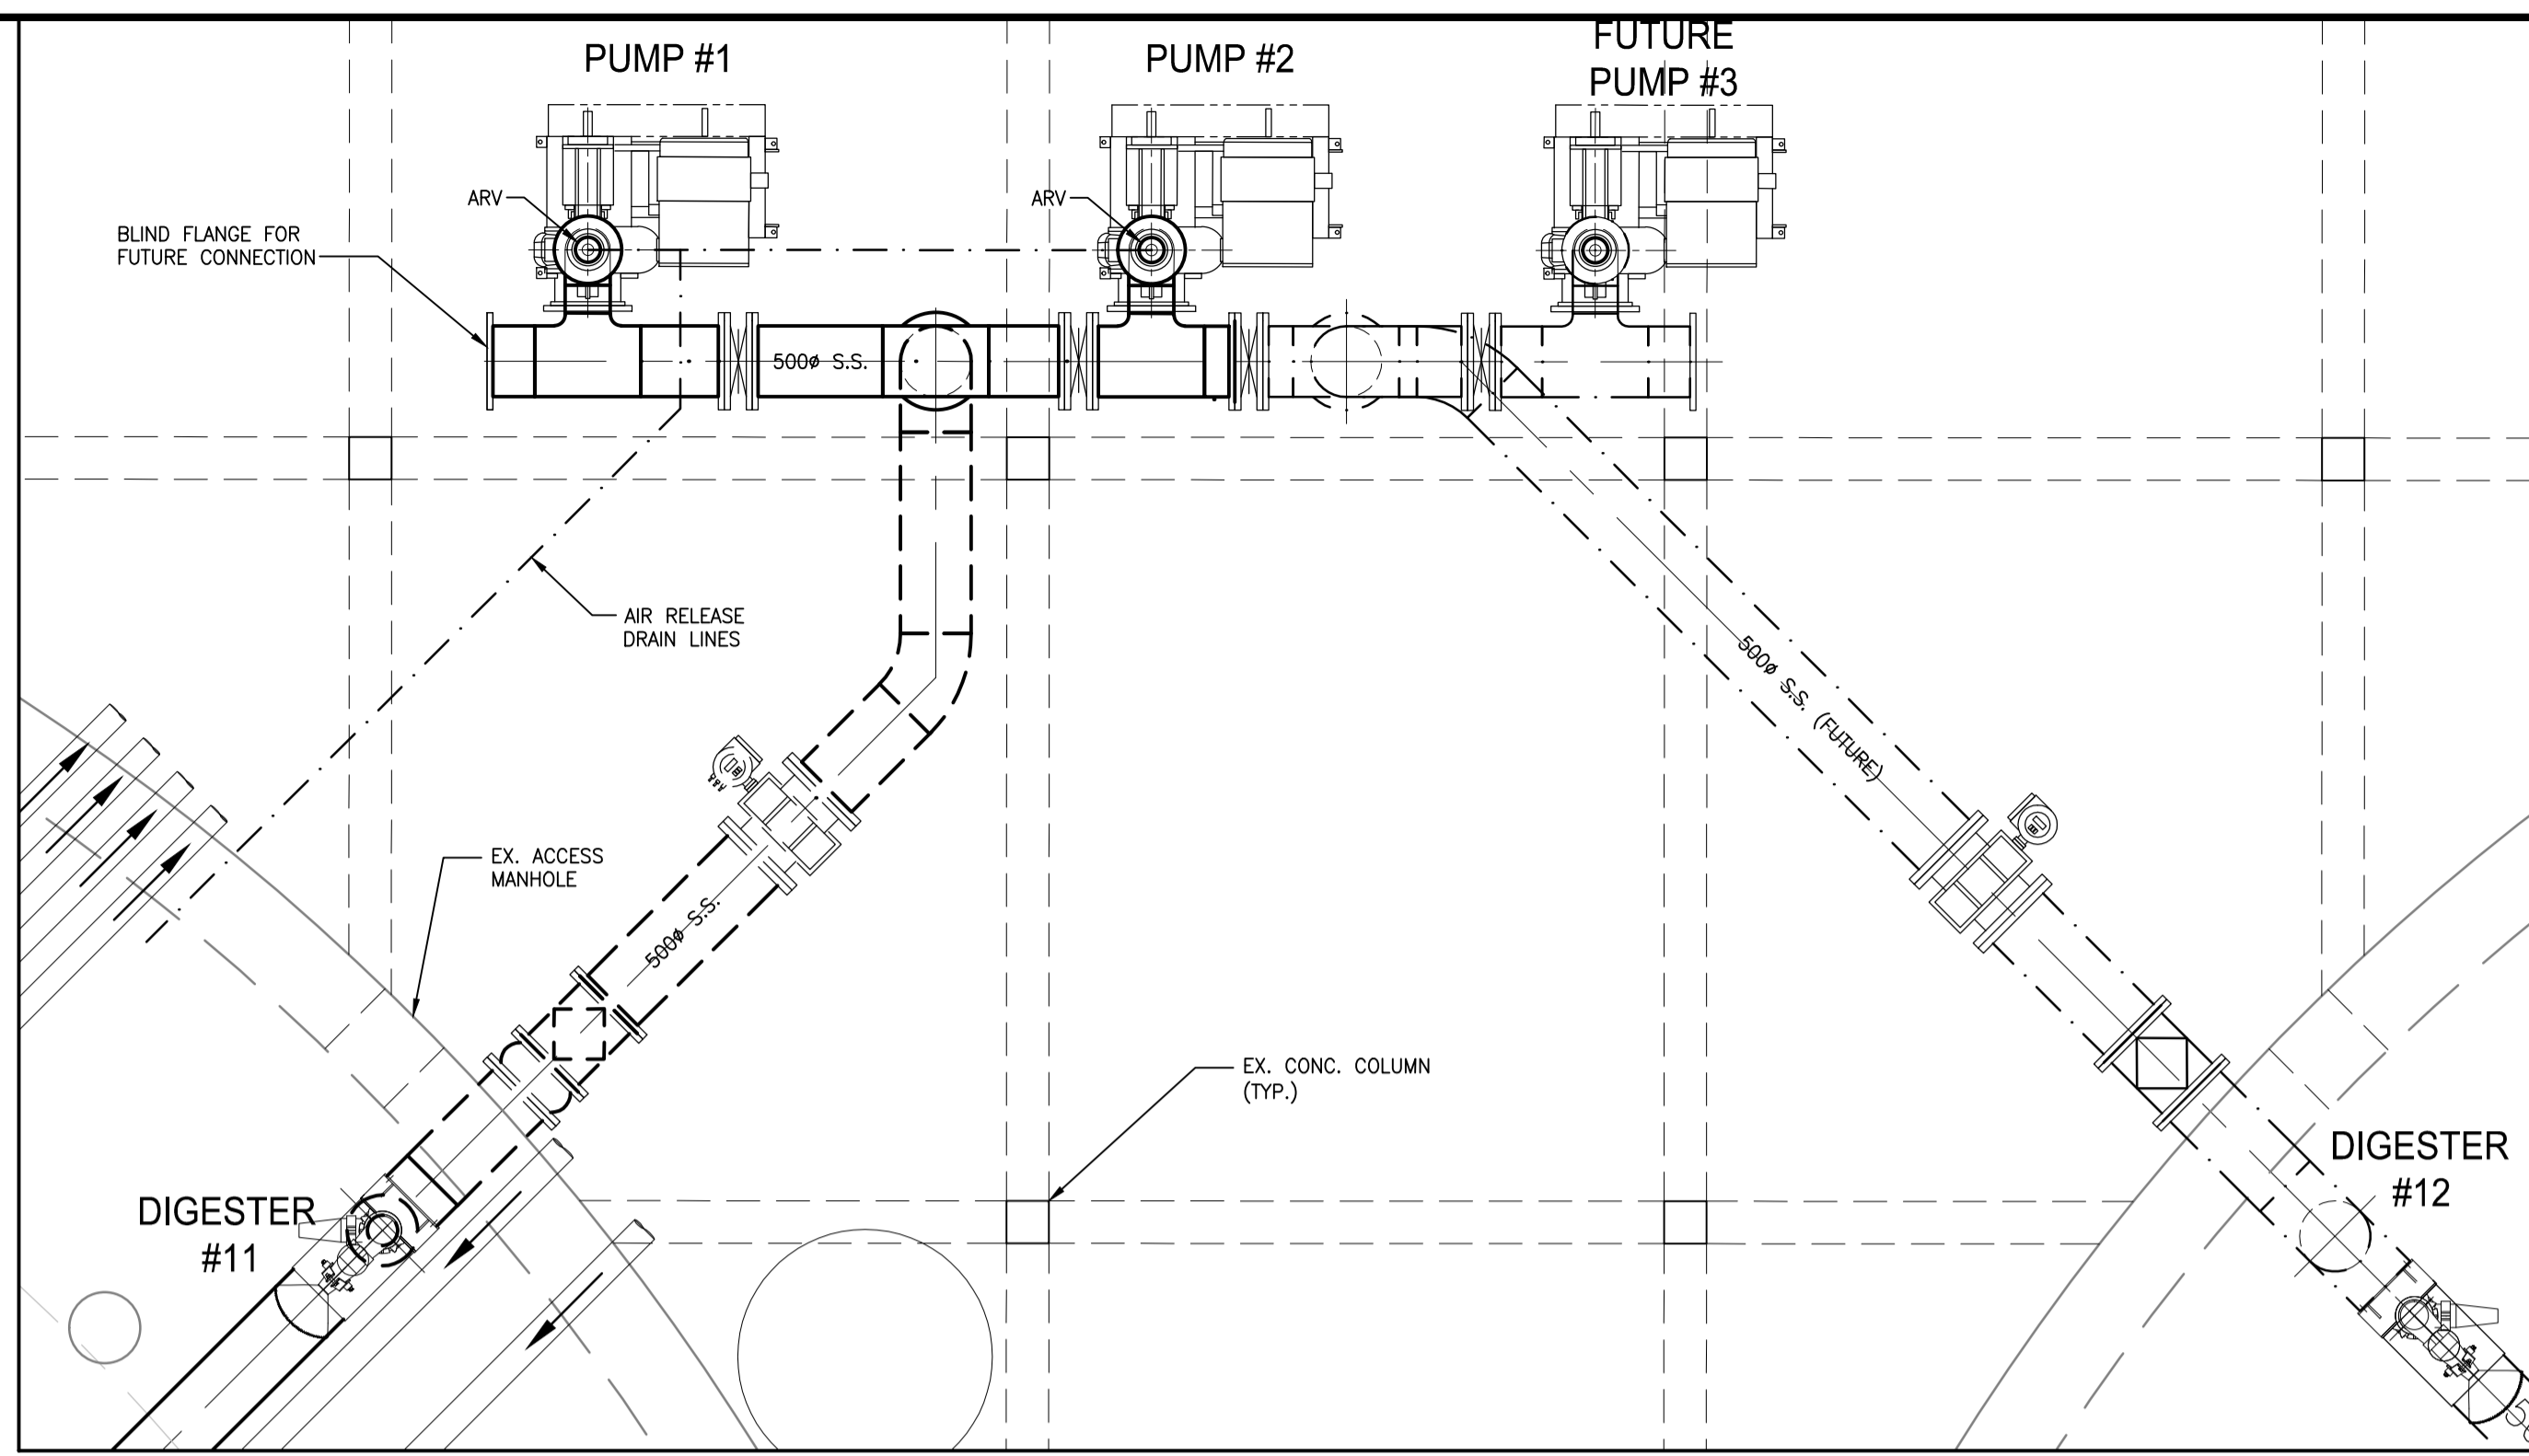 PUMP #1
PUMP #2
FUTURE
PUMP #3
ARV
ARV
BLIND FLANGE FOR
FUTURE CONNECTION
500ø S.S.
AIR RELEASE
DRAIN LINES
500ø S.S. (FUTURE)
EX. ACCESS
MANHOLE
500ø S.S.
EX. CONC. COLUMN
(TYP.)
DIGESTER
#12
DIGESTER
#11